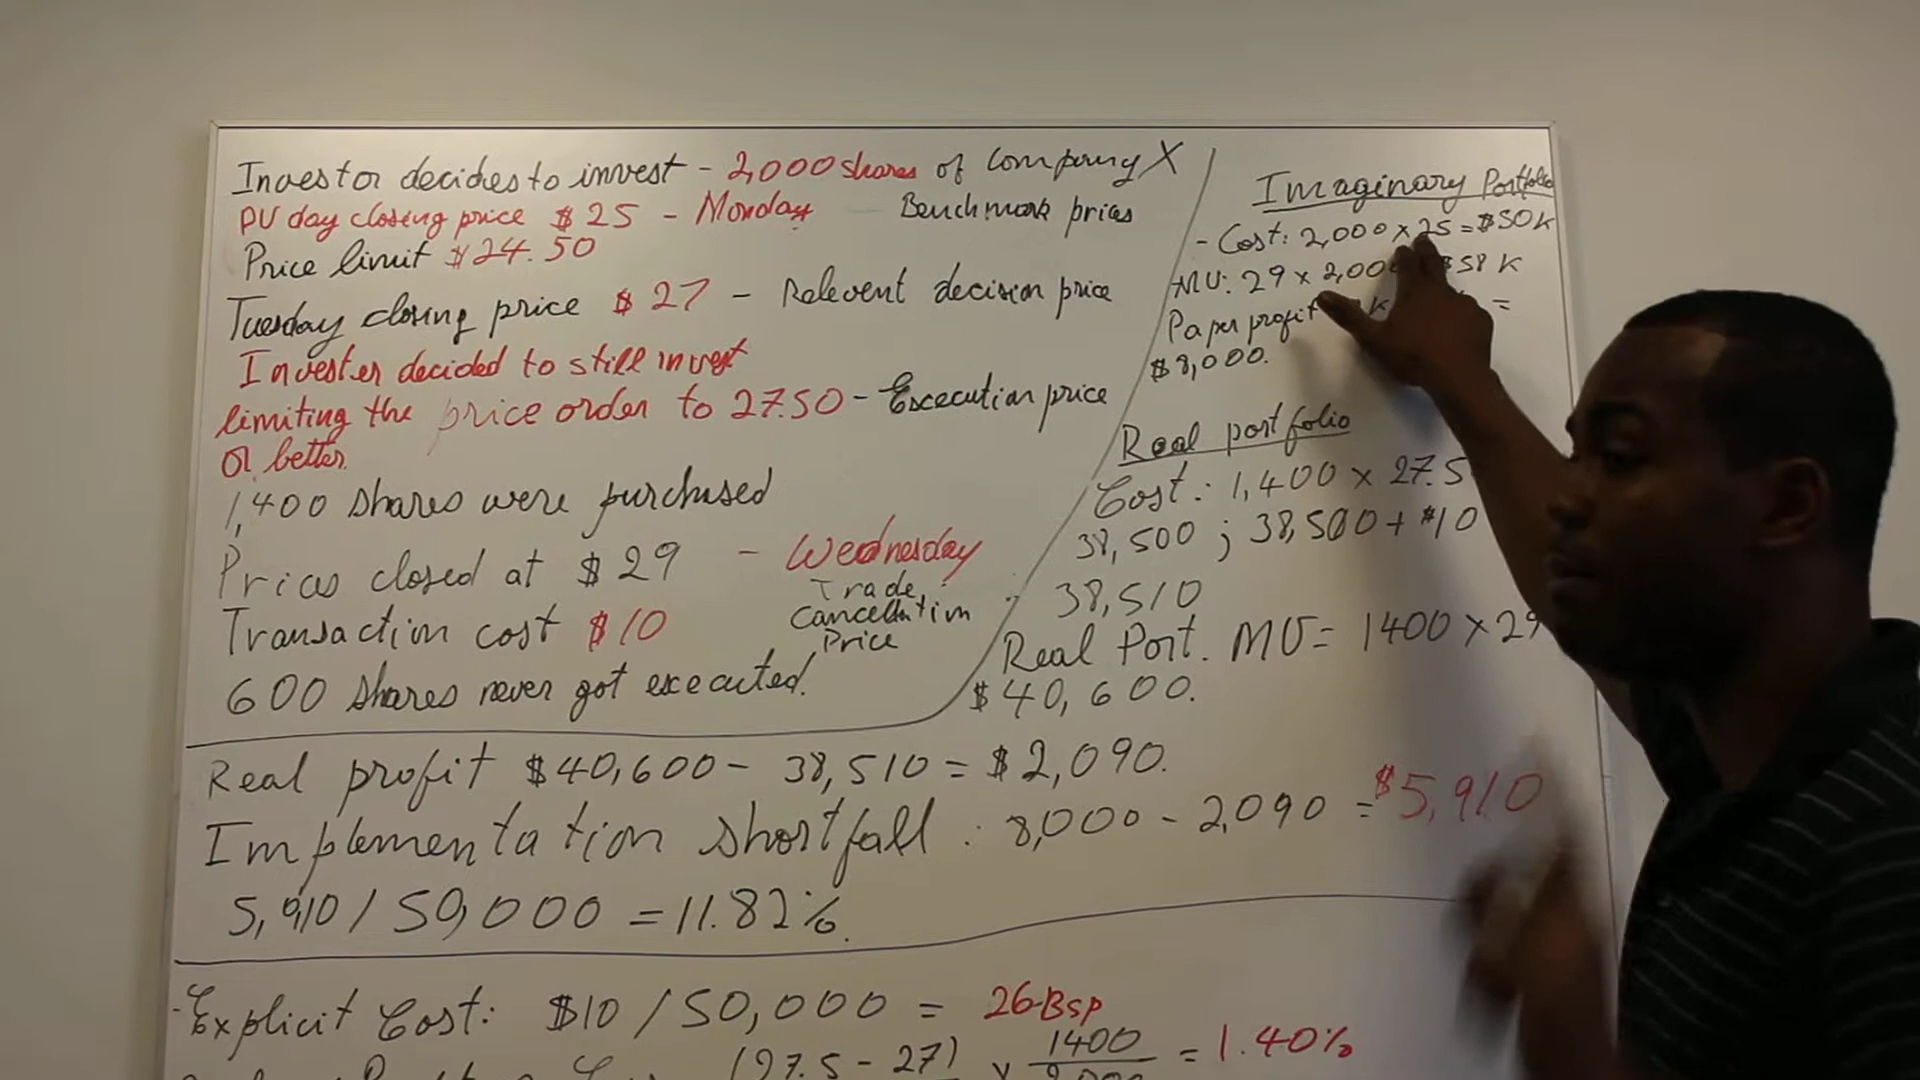 Investor decides to invest - 2,000 shares of Company X
PV day closing price $25 - Monday Benchmark prices
Price limit $24.50
Tuesday closing price $27 - Relevent decision price
Invester decided to still invest
limiting the price order to 27.50 - Excecution price
or better.
1,400 shares were purchased
Prices closed at $29 - Wednesday
Trade
Transaction cost $10 Cancellation
Price
600 shares never got executed.
Imaginary Portfolio
- Cost: 2,000 x 25 = $50K
MV: 29 x 2,000 $58 K
Paper profit K =
$8,000.
Real portfolio
Cost: 1,400 x 27.5
38,500 ; 38,500 + $10
38,510
Real Port. MV = 1400 x 29
$40,600.
Real profit $40,600 - 38,510 = $2,090.
Implementation shortfall : 8,000 - 2,090 = $5,910
5,910 / 50,000 = 11.82%.
- Explicit Cost: $10 / 50,000 = 26Bsp
(27.5 - 27) x 1400 = 1.40%